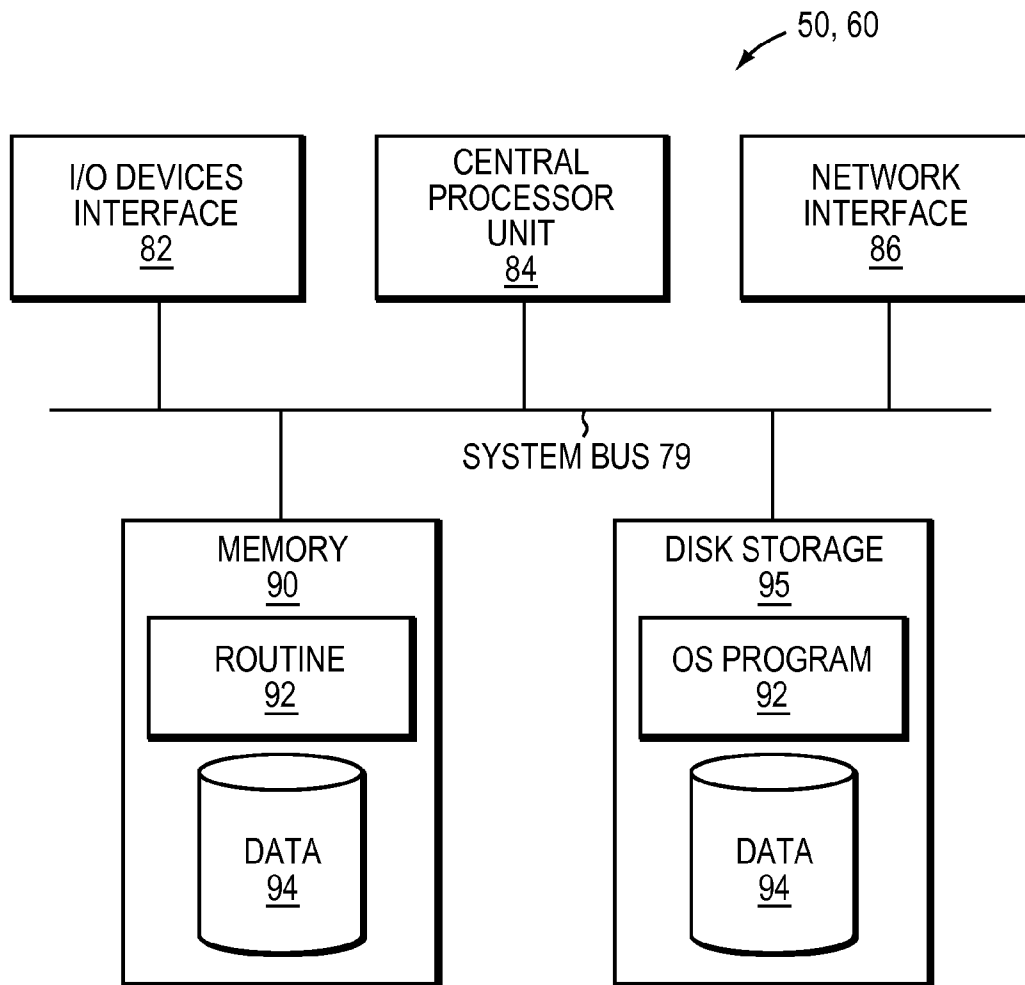 50, 60
I/O DEVICES
INTERFACE
82
CENTRAL
PROCESSOR
UNIT
84
NETWORK
INTERFACE
86
SYSTEM BUS 79
MEMORY
90
ROUTINE
92
DATA
94
DISK STORAGE
95
OS PROGRAM
92
DATA
94